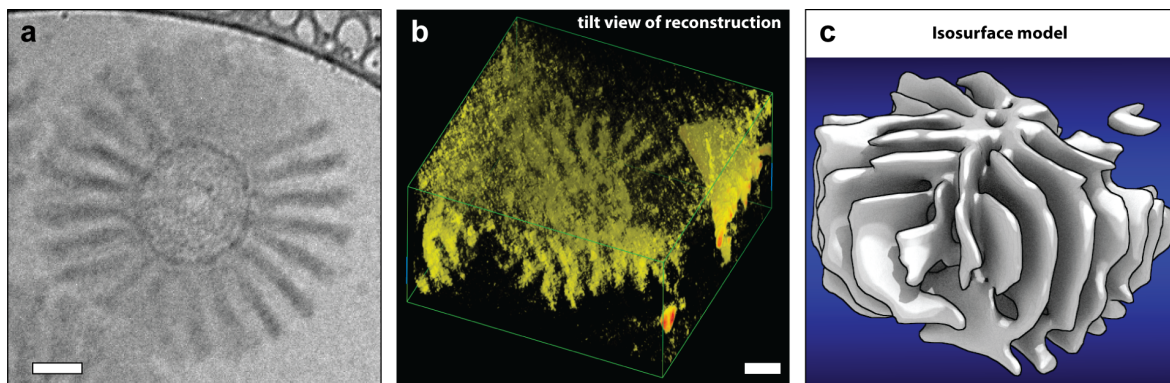 a
b
tilt view of reconstruction
c
Isosurface model